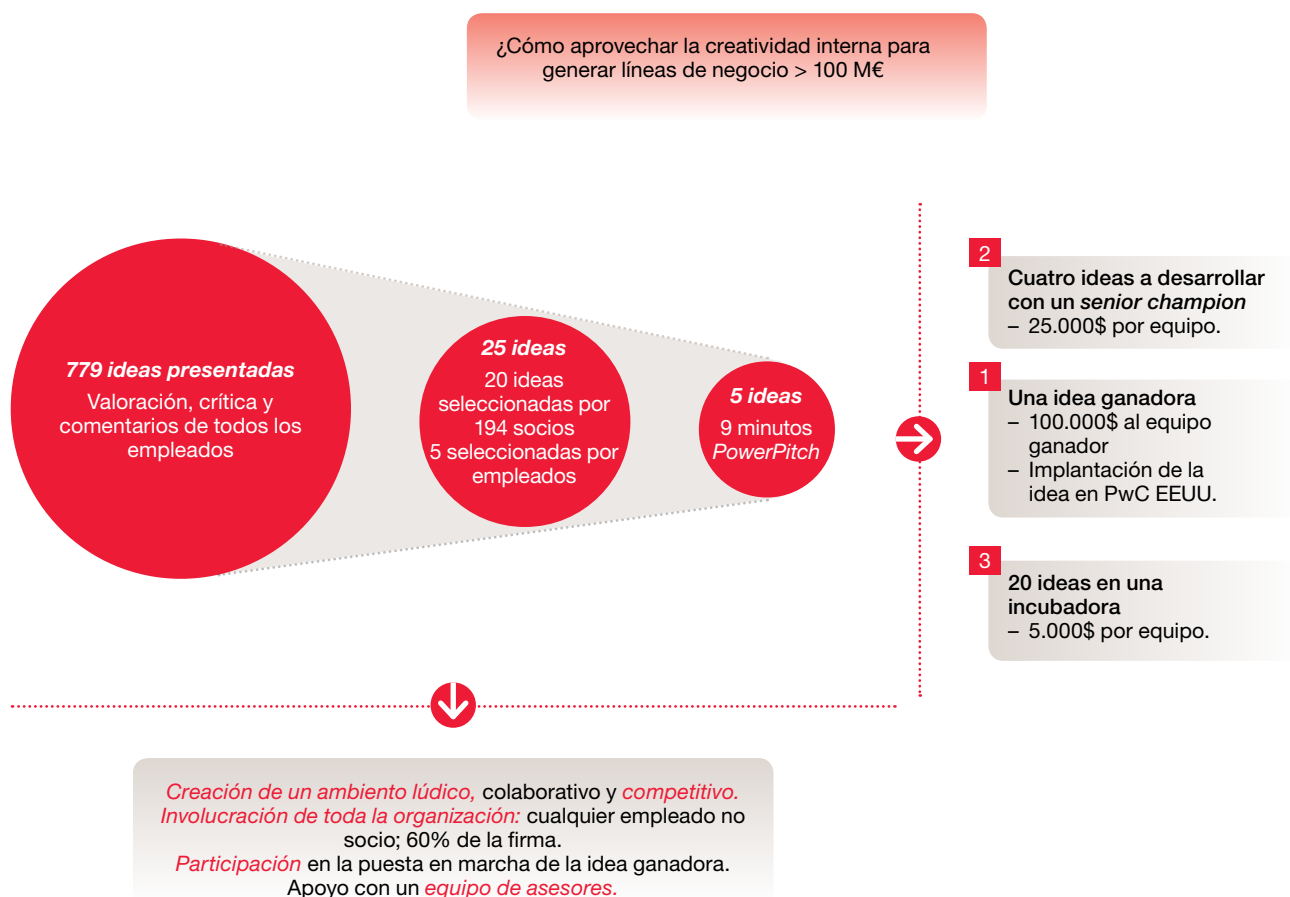 ¿Cómo aprovechar la creatividad interna para
generar líneas de negocio > 100 M€
779 ideas presentadas
Valoración, crítica y
comentarios de todos los
empleados
25 ideas
20 ideas
seleccionadas por
194 socios
5 seleccionadas por
empleados
5 ideas
9 minutos
PowerPitch
2
Cuatro ideas a desarrollar
con un senior champion
– 25.000$ por equipo.
1
Una idea ganadora
– 100.000$ al equipo
ganador
– Implantación de la
idea en PwC EEUU.
3
20 ideas en una
incubadora
– 5.000$ por equipo.
Creación de un ambiente lúdico, colaborativo y competitivo.
Involucración de toda la organización: cualquier empleado no
socio; 60% de la firma.
Participación en la puesta en marcha de la idea ganadora.
Apoyo con un equipo de asesores.